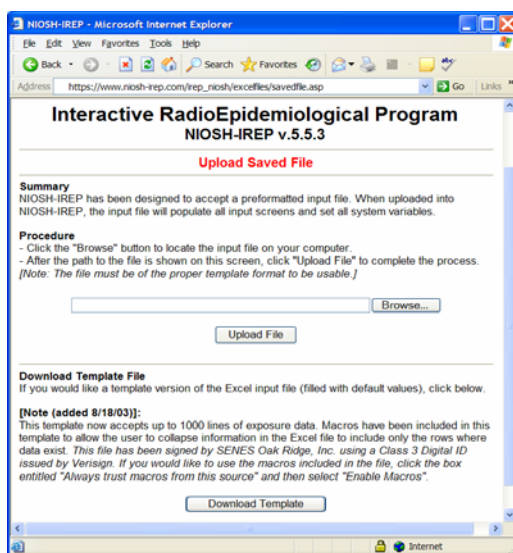 NIOSH-IREP - Microsoft Internet Explorer
File Edit View Favorites Tools Help
Back Search Favorites
Address https://www.niosh-irep.com/irep_niosh/excelfiles/savedfile.asp Go Links »
Interactive RadioEpidemiological Program
NIOSH-IREP v.5.5.3
Upload Saved File
Summary
NIOSH-IREP has been designed to accept a preformatted input file. When uploaded into
NIOSH-IREP, the input file will populate all input screens and set all system variables.
Procedure
- Click the "Browse" button to locate the input file on your computer.
- After the path to the file is shown on this screen, click "Upload File" to complete the process.
[Note: The file must be of the proper template format to be usable.]
Browse...
Upload File
Download Template File
If you would like a template version of the Excel input file (filled with default values), click below.
[Note (added 8/18/03)]:
This template now accepts up to 1000 lines of exposure data. Macros have been included in this
template to allow the user to collapse information in the Excel file to include only the rows where
data exist. This file has been signed by SENES Oak Ridge, Inc. using a Class 3 Digital ID
issued by Verisign. If you would like to use the macros included in the file, click the box
entitled "Always trust macros from this source" and then select "Enable Macros".
Download Template
Internet